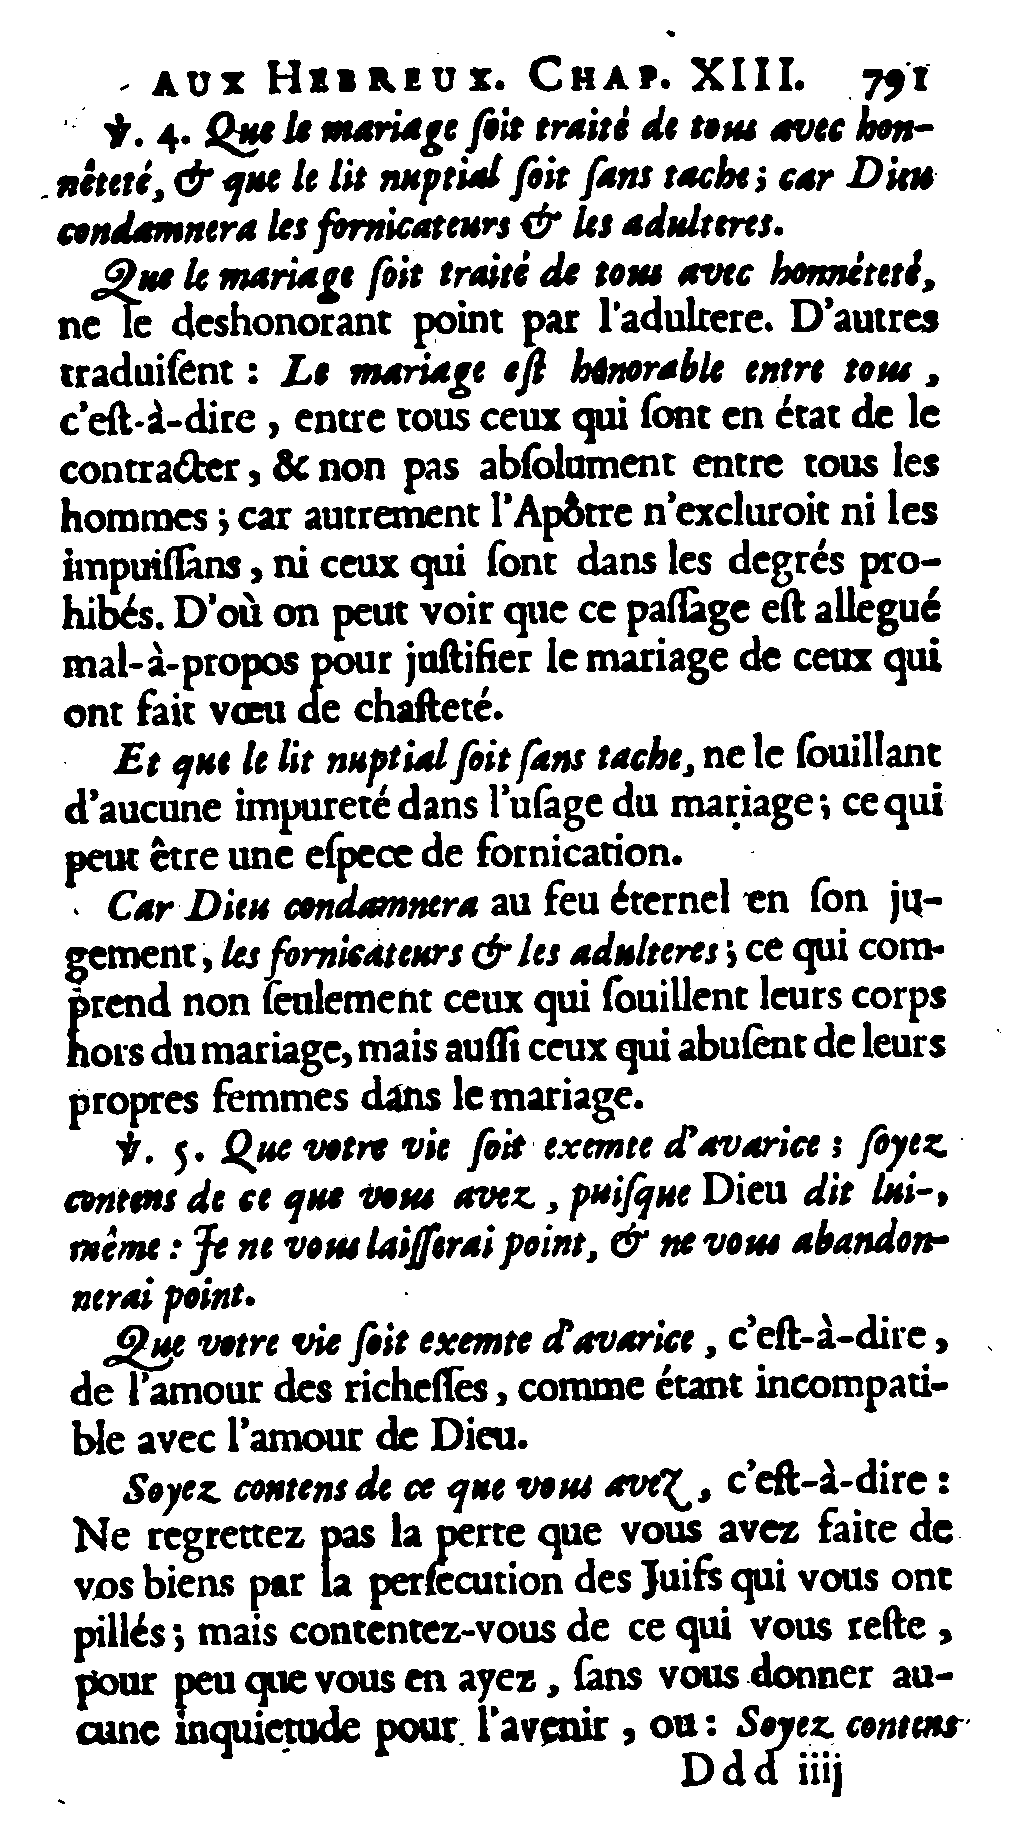 AUX HEBREUX. CHAP. XIII. 791
℣. 4. Que le mariage ſoit traité de tous avec hon-
nêteté, & que le lit nuptial ſoit ſans tache; car Dieu
condamnera les fornicateurs & les adulteres.
Que le mariage ſoit traité de tous avec honnêteté,
ne le deshonorant point par l'adultere. D'autres
traduiſent : Le mariage eſt honorable entre tous,
c'eſt-à-dire, entre tous ceux qui ſont en état de le
contracter, & non pas abſolument entre tous les
hommes; car autrement l'Apôtre n'excluroit ni les
impuiſſans, ni ceux qui ſont dans les degrés pro-
hibés. D'où on peut voir que ce paſſage eſt allegué
mal-à-propos pour juſtifier le mariage de ceux qui
ont fait vœu de chaſteté.
Et que le lit nuptial ſoit ſans tache, ne le ſouillant
d'aucune impureté dans l'uſage du mariage; ce qui
peut être une eſpece de fornication.
Car Dieu condamnera au feu éternel en ſon ju-
gement, les fornicateurs & les adulteres; ce qui com-
prend non ſeulement ceux qui ſouillent leurs corps
hors du mariage, mais auſſi ceux qui abuſent de leurs
propres femmes dans le mariage.
℣. 5. Que votre vie ſoit exemte d'avarice; ſoyez
contens de ce que vous avez, puiſque Dieu dit lui-,
même : Je ne vous laiſſerai point, & ne vous abandon-
nerai point.
Que votre vie ſoit exemte d'avarice, c'eſt-à-dire,
de l'amour des richeſſes, comme étant incompati-
ble avec l'amour de Dieu.
Soyez contens de ce que vous avez, c'eſt-à-dire :
Ne regrettez pas la perte que vous avez faite de
vos biens par la perſecution des Juifs qui vous ont
pillés; mais contentez-vous de ce qui vous reſte,
pour peu que vous en ayez, ſans vous donner au-
cune inquietude pour l'avenir, ou : Soyez contens
Ddd iiij